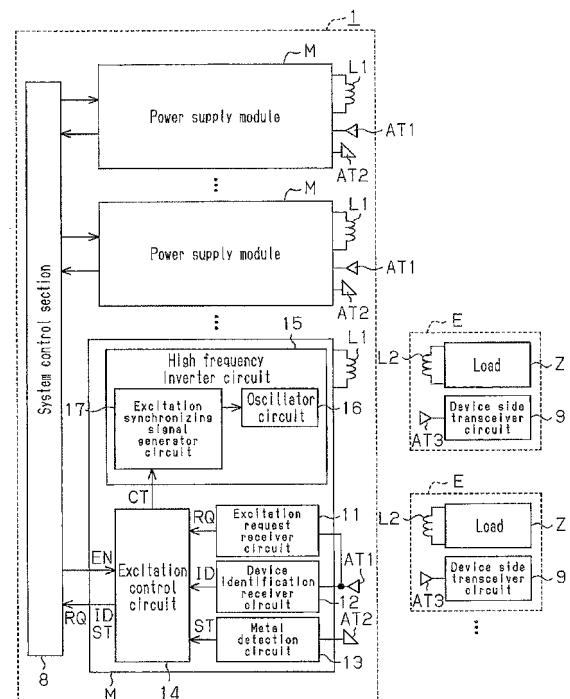 1
M
L1
Power supply module
AT1
AT2
M
L1
Power supply module
AT1
AT2
System control section
15
L1
High frequency
inverter circuit
17
Excitation
synchronizing
signal
generator
circuit
Oscillator
circuit
16
CT
RQ
Excitation
request
receiver
circuit
11
EN
Excitation
control
circuit
ID
Device
identification
receiver
circuit
12
AT1
RQ
ID
ST
ST
Metal
detection
circuit
13
AT2
8
M
14
E
L2
Load
Z
Device side
transceiver
circuit
9
AT3
E
L2
Load
Z
Device side
transceiver
circuit
9
AT3